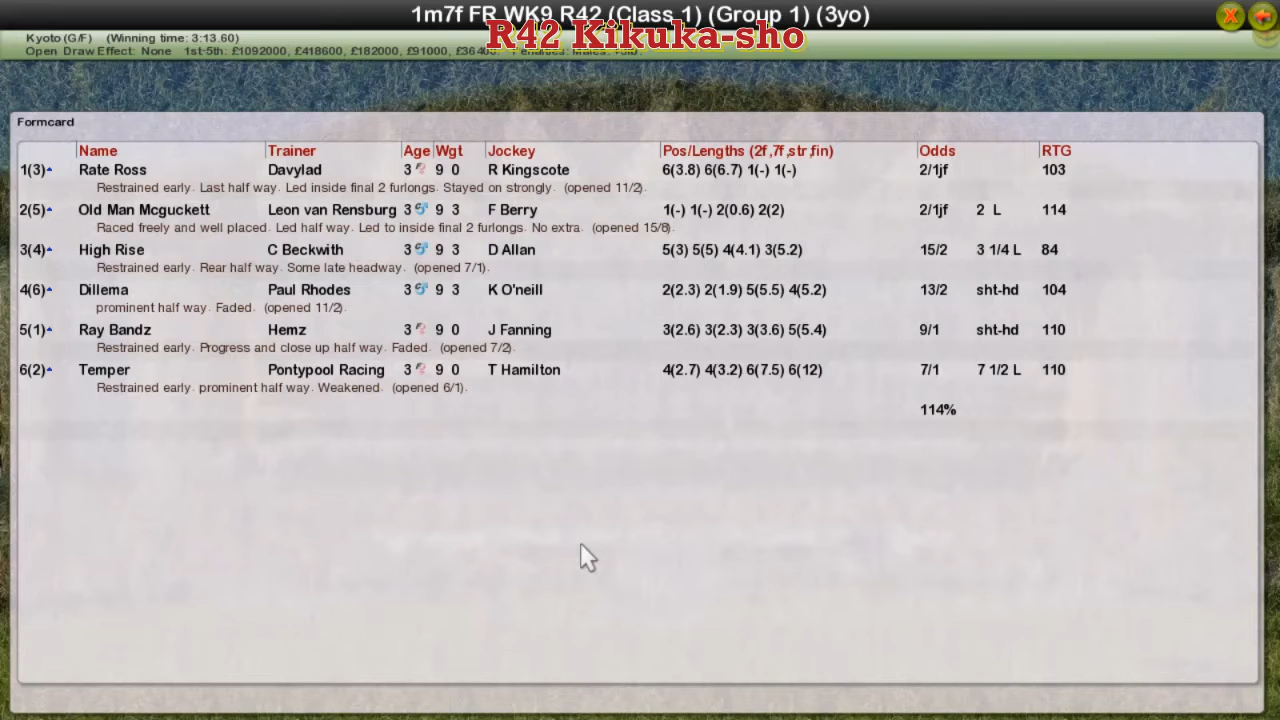 1m7f FR WK9 R42 (Class 1) (Group 1) (3yo)
R42 Kikuka-sho
Kyoto (G/F) (Winning time: 3:13.60)
Open Draw Effect: None 1st-5th: £1092000, £418600, £182000, £91000,
Formcard
Name Trainer Age Wgt Jockey Pos/Lengths (2f,7f,str,fin) Odds RTG
1(3) Rate Ross Davylad 3 9 0 R Kingscote 6(3.8) 6(6.7) 1(-) 1(-) 2/1jf 103
Restrained early. Last half way. Led inside final 2 furlongs. Stayed on strongly. (opened 11/2).
2(5) Old Man Mcguckett Leon van Rensburg 3 9 3 F Berry 1(-) 1(-) 2(0.6) 2(2) 2/1jf 2 L 114
Raced freely and well placed. Led half way. Led to inside final 2 furlongs. No extra. (opened 15/8).
3(4) High Rise C Beckwith 3 9 3 D Allan 5(3) 5(5) 4(4.1) 3(5.2) 15/2 3 1/4 L 84
Restrained early. Rear half way. Some late headway. (opened 7/1).
4(6) Dillema Paul Rhodes 3 9 3 K O'neill 2(2.3) 2(1.9) 5(5.5) 4(5.2) 13/2 sht-hd 104
prominent half way. Faded. (opened 11/2).
5(1) Ray Bandz Hemz 3 9 0 J Fanning 3(2.6) 3(2.3) 3(3.6) 5(5.4) 9/1 sht-hd 110
Restrained early. Progress and close up half way. Faded. (opened 7/2).
6(2) Temper Pontypool Racing 3 9 0 T Hamilton 4(2.7) 4(3.2) 6(7.5) 6(12) 7/1 7 1/2 L 110
Restrained early. prominent half way. Weakened. (opened 6/1).
114%